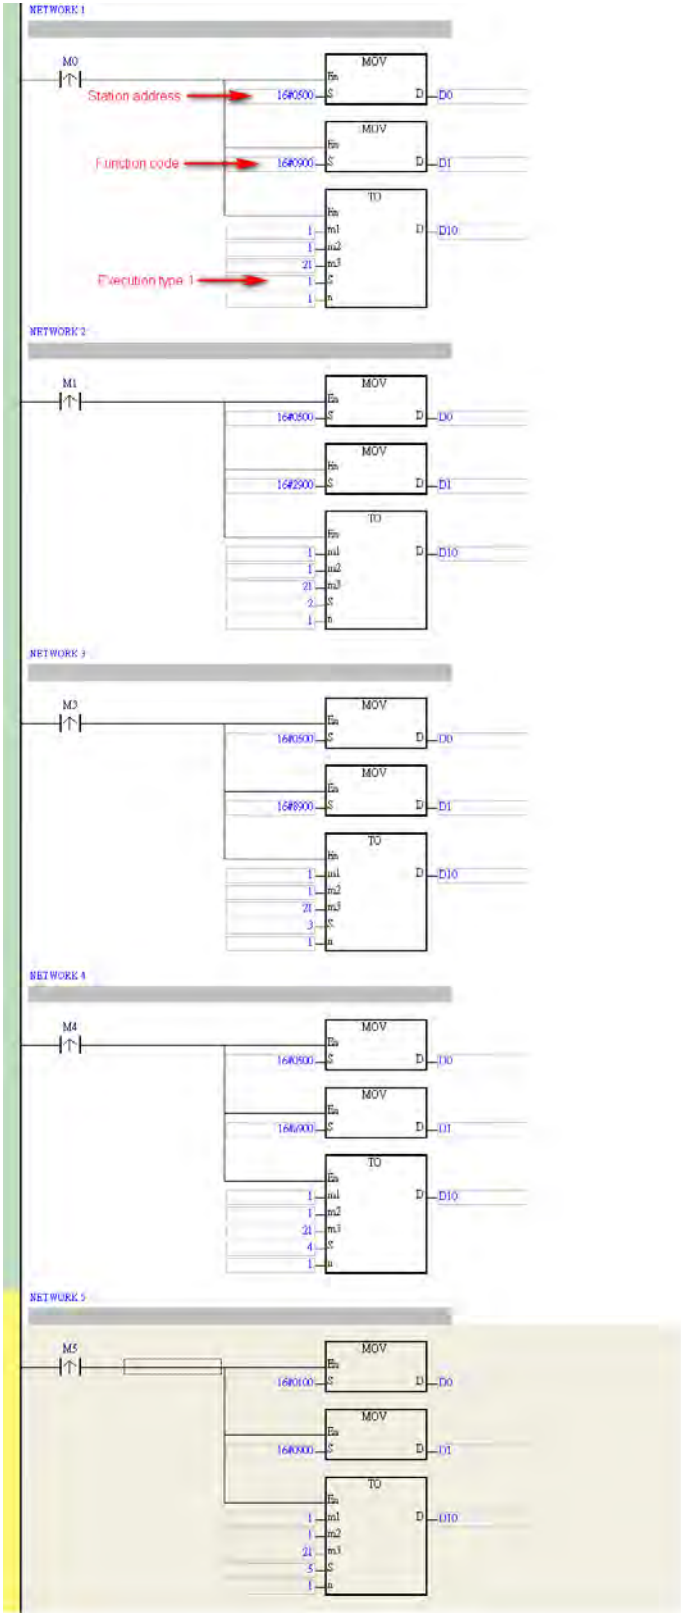 NETWORK 1
M0
MOV
En
Station address 16#0500 S D D0
MOV
En
Function code 16#0900 S D D1
TO
En
1 m1 D D10
1 m2
21 m3
Execution type 1 1 S
1 n
NETWORK 2
M1
MOV
En
16#0500 S D D0
MOV
En
16#2900 S D D1
TO
En
1 m1 D D10
1 m2
21 m3
2 S
1 n
NETWORK 3
M3
MOV
En
16#0500 S D D0
MOV
En
16#8900 S D D1
TO
En
1 m1 D D10
1 m2
21 m3
3 S
1 n
NETWORK 4
M4
MOV
En
16#0500 S D D0
MOV
En
S D D1
TO
En
1 m1 D D10
1 m2
21 m3
4 S
1 n
NETWORK 5
M5
MOV
En
16#0100 S D D0
MOV
En
16#0900 S D D1
TO
En
1 m1 D D10
1 m2
21 m3
5 S
1 n